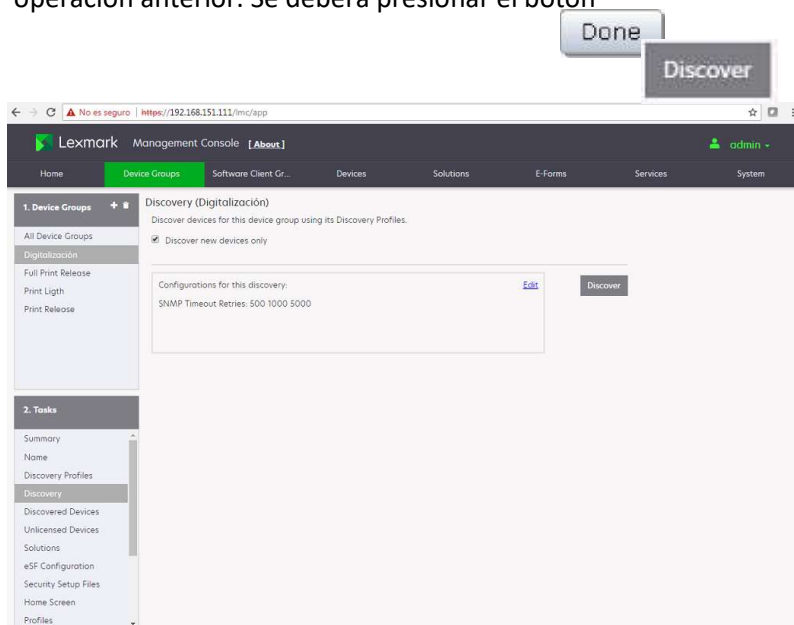 operación anterior. Se deberá presionar el botón
Done
Discover
No es seguro | https://192.168.151.111/lmc/app
Lexmark Management Console [About]
admin
Home Device Groups Software Client Gr... Devices Solutions E-Forms Services System
1. Device Groups +
All Device Groups
Digitalización
Full Print Release
Print Ligth
Print Release
Discovery (Digitalización)
Discover devices for this device group using its Discovery Profiles.
Discover new devices only
Configurations for this discovery: Edit
SNMP Timeout Retries: 500 1000 5000
Discover
2. Tasks
Summary
Name
Discovery Profiles
Discovery
Discovered Devices
Unlicensed Devices
Solutions
eSF Configuration
Security Setup Files
Home Screen
Profiles